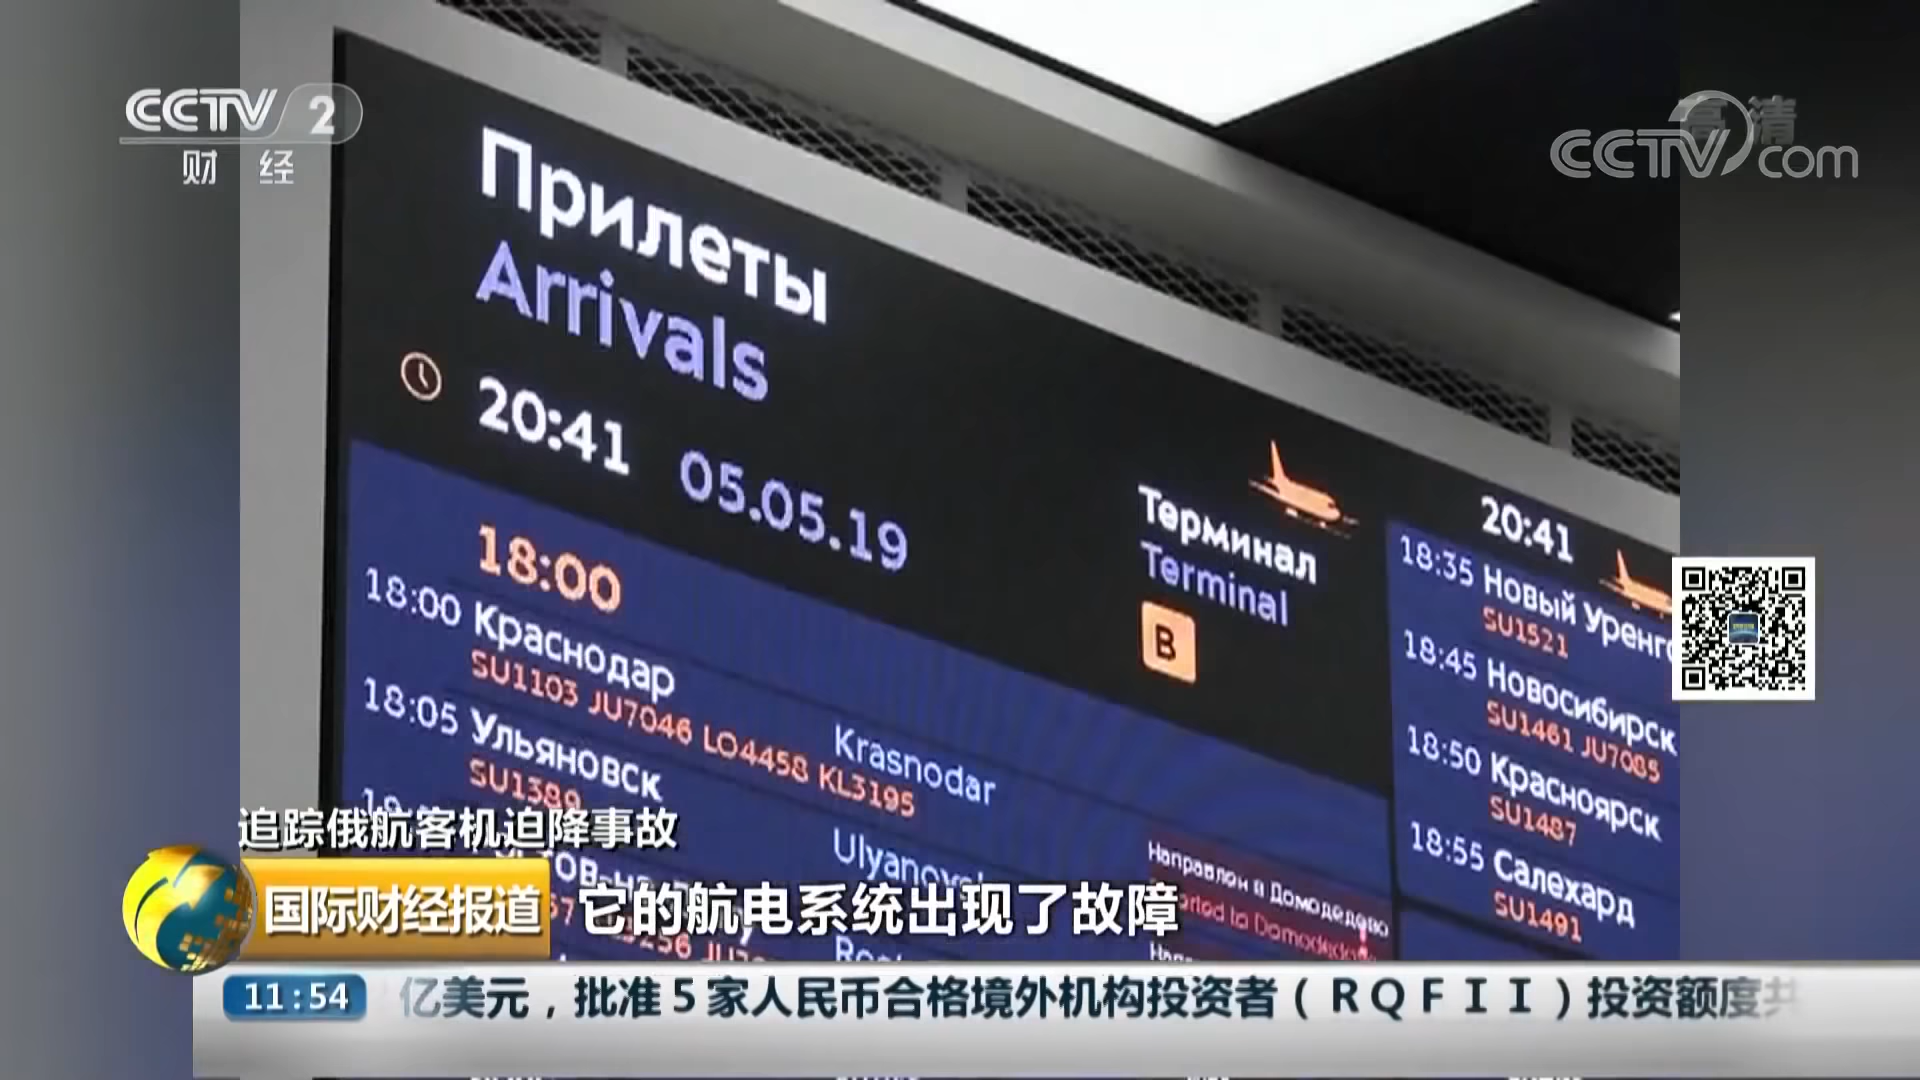 CCTV 2
财 经
高清
CCTV com
Прилеты
Arrivals
20:41 05.05.19
Терминал
Terminal
B
18:00
18:00 Краснодар
Krasnodar
SU1103 JU7046 LO4458 KL3195
18:05 Ульяновск
SU1389
20:41
18:35 Новый Уренго
SU1521
18:45 Новосибирск
SU1461 JU7085
18:50 Красноярск
SU1487
18:55 Салехард
SU1491
Направлен в Домодедово
追踪俄航客机迫降事故
国际财经报道
它的航电系统出现了故障
11:54
亿美元，批准5家人民币合格境外机构投资者（RQFII）投资额度共